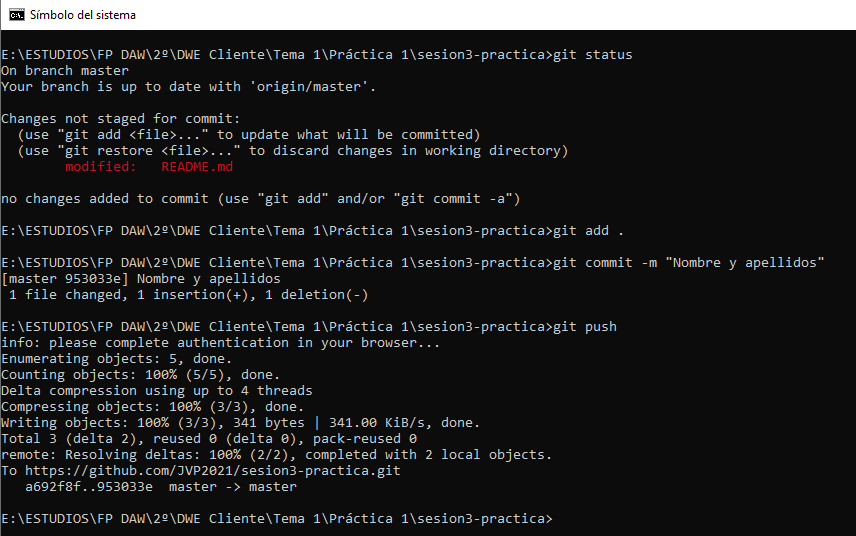 Símbolo del sistema
E:\ESTUDIOS\FP DAW\2º\DWE Cliente\Tema 1\Práctica 1\sesion3-practica>git status
On branch master
Your branch is up to date with 'origin/master'.
Changes not staged for commit:
  (use "git add <file>..." to update what will be committed)
  (use "git restore <file>..." to discard changes in working directory)
        modified:   README.md
no changes added to commit (use "git add" and/or "git commit -a")
E:\ESTUDIOS\FP DAW\2º\DWE Cliente\Tema 1\Práctica 1\sesion3-practica>git add .
E:\ESTUDIOS\FP DAW\2º\DWE Cliente\Tema 1\Práctica 1\sesion3-practica>git commit -m "Nombre y apellidos"
[master 953033e] Nombre y apellidos
 1 file changed, 1 insertion(+), 1 deletion(-)
E:\ESTUDIOS\FP DAW\2º\DWE Cliente\Tema 1\Práctica 1\sesion3-practica>git push
info: please complete authentication in your browser...
Enumerating objects: 5, done.
Counting objects: 100% (5/5), done.
Delta compression using up to 4 threads
Compressing objects: 100% (3/3), done.
Writing objects: 100% (3/3), 341 bytes | 341.00 KiB/s, done.
Total 3 (delta 2), reused 0 (delta 0), pack-reused 0
remote: Resolving deltas: 100% (2/2), completed with 2 local objects.
To https://github.com/JVP2021/sesion3-practica.git
   a692f8f..953033e  master -> master
E:\ESTUDIOS\FP DAW\2º\DWE Cliente\Tema 1\Práctica 1\sesion3-practica>